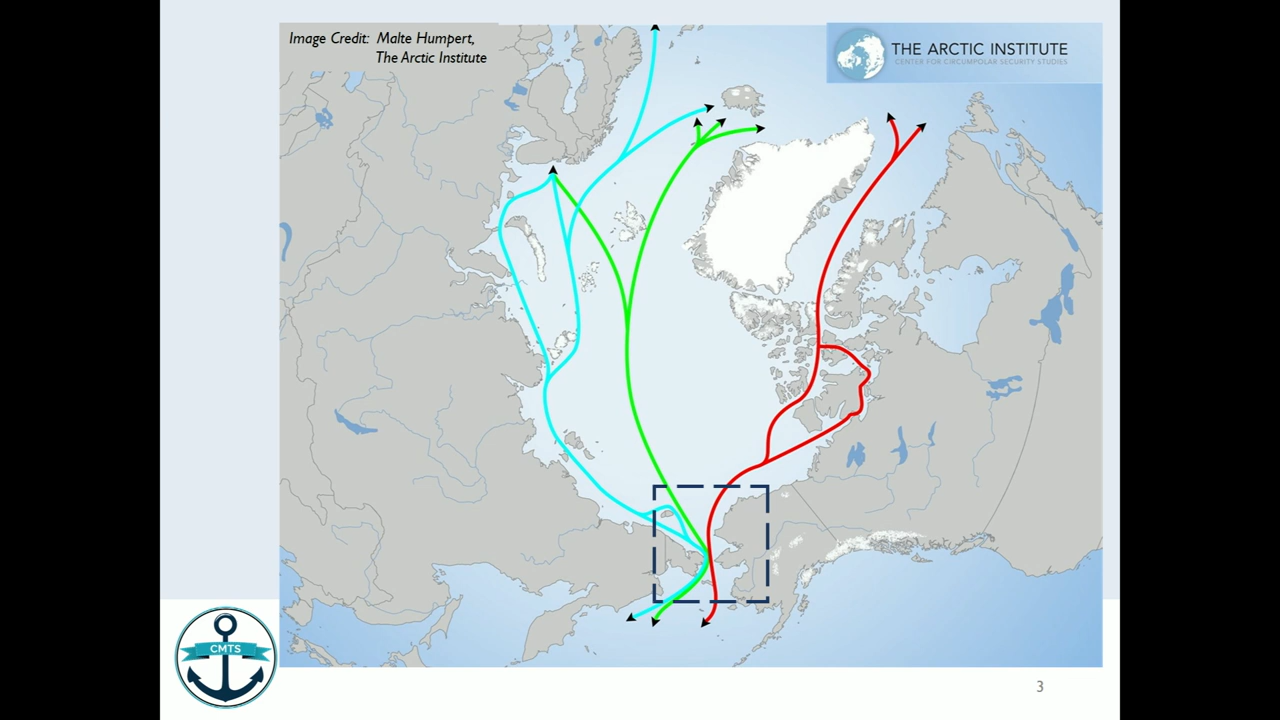 Image Credit: Malte Humpert,
The Arctic Institute
THE ARCTIC INSTITUTE
CENTER FOR CIRCUMPOLAR SECURITY STUDIES
CMTS
3